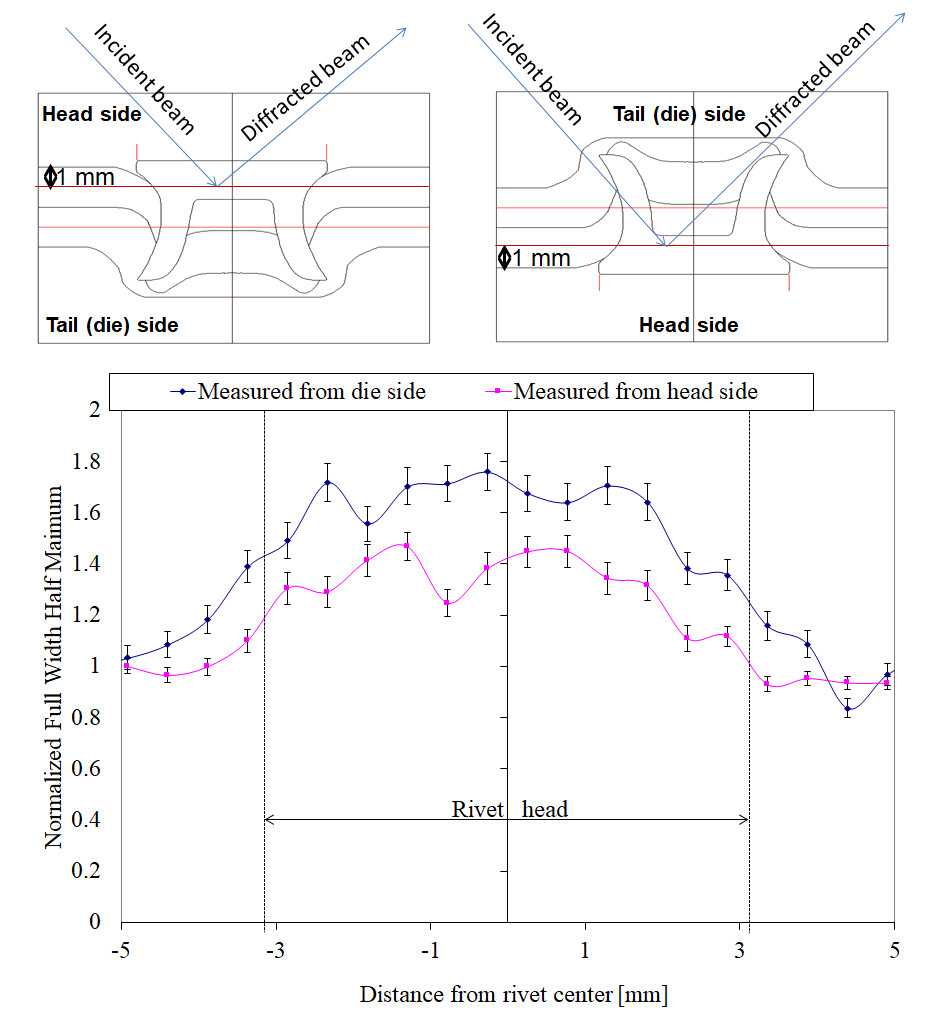 Incident beam
Diffracted beam
Head side
1 mm
Tail (die) side
Incident beam
Diffracted beam
Tail (die) side
1 mm
Head side
Measured from die side
Measured from head side
Normalized Full Width Half Maimum
2
1.8
1.6
1.4
1.2
1
0.8
0.6
0.4
0.2
0
Rivet head
-5
-3
-1
1
3
5
Distance from rivet center [mm]